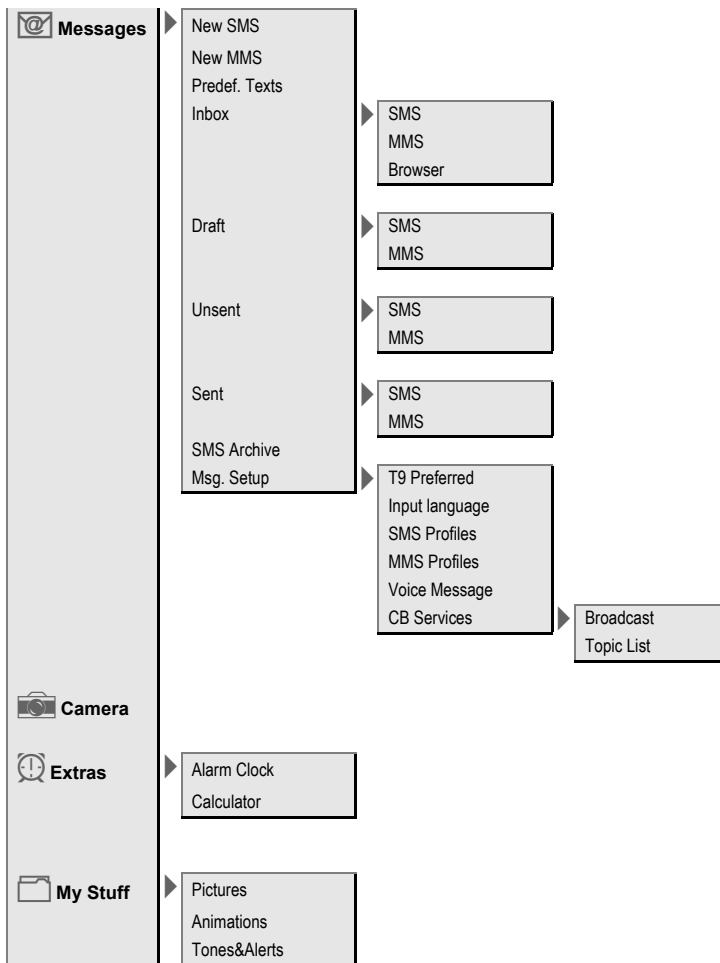 Messages
New SMS
New MMS
Predef. Texts
Inbox
SMS
MMS
Browser
Draft
SMS
MMS
Unsent
SMS
MMS
Sent
SMS
MMS
SMS Archive
Msg. Setup
T9 Preferred
Input language
SMS Profiles
MMS Profiles
Voice Message
CB Services
Broadcast
Topic List
Camera
Extras
Alarm Clock
Calculator
My Stuff
Pictures
Animations
Tones&Alerts